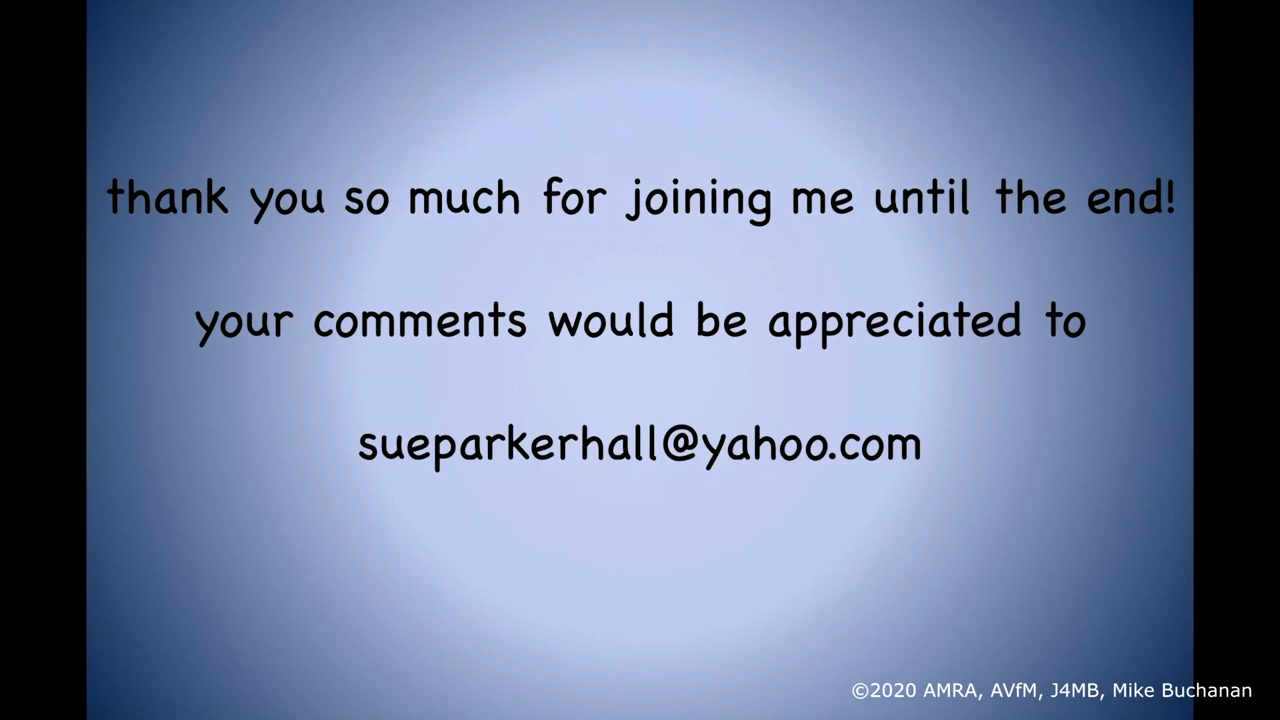 thank you so much for joining me until the end!
your comments would be appreciated to
sueparkerhall@yahoo.com
©2020 AMRA, AVfM, J4MB, Mike Buchanan